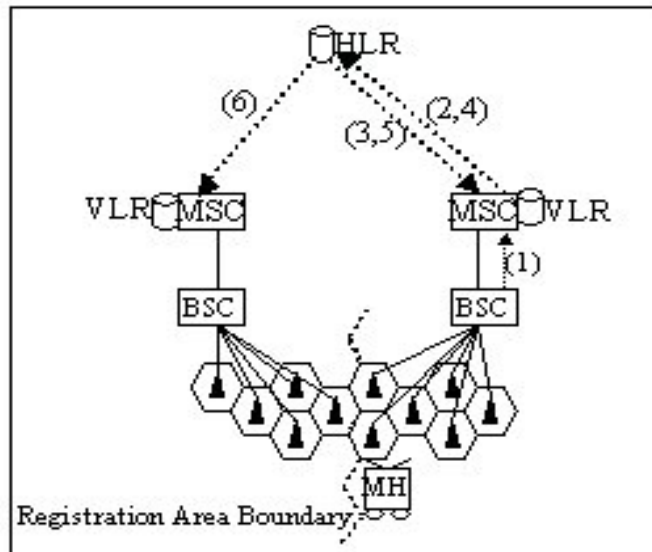 HLR
(6)
(2,4)
(3,5)
VLR MSC
MSC VLR
(1)
BSC
BSC
MH
Registration Area Boundary